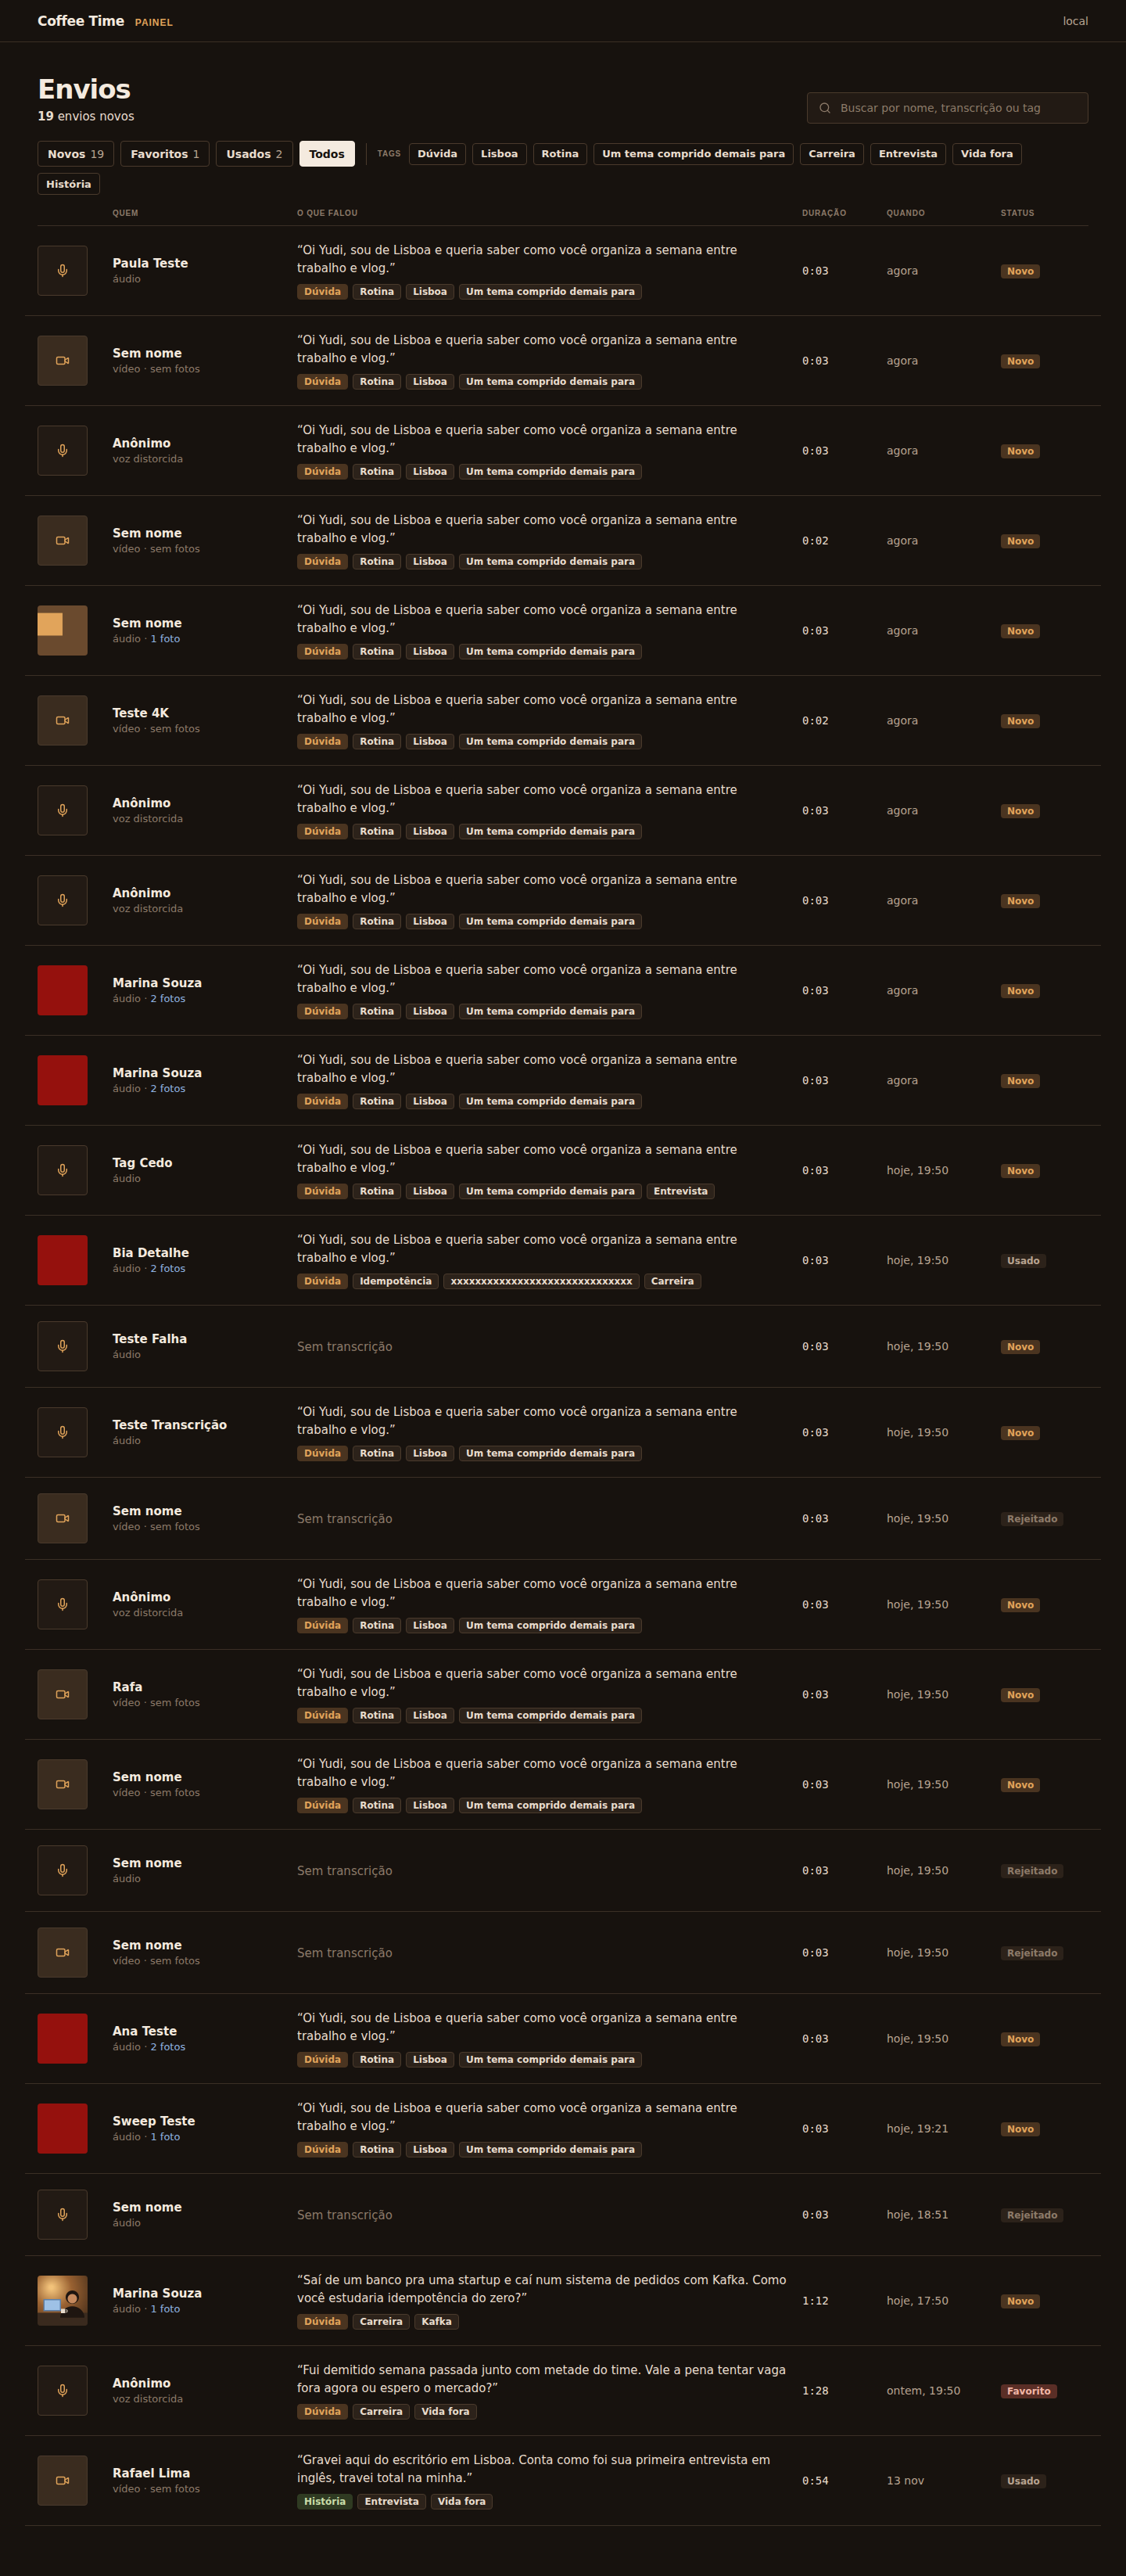 Coffee Time PAINEL local
Envios
19 envios novos
Buscar por nome, transcrição ou tag
Novos 19 Favoritos 1 Usados 2 Todos TAGS Dúvida Lisboa Rotina Um tema comprido demais para Carreira Entrevista Vida fora
História
QUEM O QUE FALOU DURAÇÃO QUANDO STATUS
Paula Teste
áudio
“Oi Yudi, sou de Lisboa e queria saber como você organiza a semana entre
trabalho e vlog.”
Dúvida Rotina Lisboa Um tema comprido demais para
0:03 agora Novo
Sem nome
vídeo · sem fotos
“Oi Yudi, sou de Lisboa e queria saber como você organiza a semana entre
trabalho e vlog.”
Dúvida Rotina Lisboa Um tema comprido demais para
0:03 agora Novo
Anônimo
voz distorcida
“Oi Yudi, sou de Lisboa e queria saber como você organiza a semana entre
trabalho e vlog.”
Dúvida Rotina Lisboa Um tema comprido demais para
0:03 agora Novo
Sem nome
vídeo · sem fotos
“Oi Yudi, sou de Lisboa e queria saber como você organiza a semana entre
trabalho e vlog.”
Dúvida Rotina Lisboa Um tema comprido demais para
0:02 agora Novo
Sem nome
áudio · 1 foto
“Oi Yudi, sou de Lisboa e queria saber como você organiza a semana entre
trabalho e vlog.”
Dúvida Rotina Lisboa Um tema comprido demais para
0:03 agora Novo
Teste 4K
vídeo · sem fotos
“Oi Yudi, sou de Lisboa e queria saber como você organiza a semana entre
trabalho e vlog.”
Dúvida Rotina Lisboa Um tema comprido demais para
0:02 agora Novo
Anônimo
voz distorcida
“Oi Yudi, sou de Lisboa e queria saber como você organiza a semana entre
trabalho e vlog.”
Dúvida Rotina Lisboa Um tema comprido demais para
0:03 agora Novo
Anônimo
voz distorcida
“Oi Yudi, sou de Lisboa e queria saber como você organiza a semana entre
trabalho e vlog.”
Dúvida Rotina Lisboa Um tema comprido demais para
0:03 agora Novo
Marina Souza
áudio · 2 fotos
“Oi Yudi, sou de Lisboa e queria saber como você organiza a semana entre
trabalho e vlog.”
Dúvida Rotina Lisboa Um tema comprido demais para
0:03 agora Novo
Marina Souza
áudio · 2 fotos
“Oi Yudi, sou de Lisboa e queria saber como você organiza a semana entre
trabalho e vlog.”
Dúvida Rotina Lisboa Um tema comprido demais para
0:03 agora Novo
Tag Cedo
áudio
“Oi Yudi, sou de Lisboa e queria saber como você organiza a semana entre
trabalho e vlog.”
Dúvida Rotina Lisboa Um tema comprido demais para Entrevista
0:03 hoje, 19:50 Novo
Bia Detalhe
áudio · 2 fotos
“Oi Yudi, sou de Lisboa e queria saber como você organiza a semana entre
trabalho e vlog.”
Dúvida Idempotência xxxxxxxxxxxxxxxxxxxxxxxxxxxxxx Carreira
0:03 hoje, 19:50 Usado
Teste Falha
áudio
Sem transcrição
0:03 hoje, 19:50 Novo
Teste Transcrição
áudio
“Oi Yudi, sou de Lisboa e queria saber como você organiza a semana entre
trabalho e vlog.”
Dúvida Rotina Lisboa Um tema comprido demais para
0:03 hoje, 19:50 Novo
Sem nome
vídeo · sem fotos
Sem transcrição
0:03 hoje, 19:50 Rejeitado
Anônimo
voz distorcida
“Oi Yudi, sou de Lisboa e queria saber como você organiza a semana entre
trabalho e vlog.”
Dúvida Rotina Lisboa Um tema comprido demais para
0:03 hoje, 19:50 Novo
Rafa
vídeo · sem fotos
“Oi Yudi, sou de Lisboa e queria saber como você organiza a semana entre
trabalho e vlog.”
Dúvida Rotina Lisboa Um tema comprido demais para
0:03 hoje, 19:50 Novo
Sem nome
vídeo · sem fotos
“Oi Yudi, sou de Lisboa e queria saber como você organiza a semana entre
trabalho e vlog.”
Dúvida Rotina Lisboa Um tema comprido demais para
0:03 hoje, 19:50 Novo
Sem nome
áudio
Sem transcrição
0:03 hoje, 19:50 Rejeitado
Sem nome
vídeo · sem fotos
Sem transcrição
0:03 hoje, 19:50 Rejeitado
Ana Teste
áudio · 2 fotos
“Oi Yudi, sou de Lisboa e queria saber como você organiza a semana entre
trabalho e vlog.”
Dúvida Rotina Lisboa Um tema comprido demais para
0:03 hoje, 19:50 Novo
Sweep Teste
áudio · 1 foto
“Oi Yudi, sou de Lisboa e queria saber como você organiza a semana entre
trabalho e vlog.”
Dúvida Rotina Lisboa Um tema comprido demais para
0:03 hoje, 19:21 Novo
Sem nome
áudio
Sem transcrição
0:03 hoje, 18:51 Rejeitado
Marina Souza
áudio · 1 foto
“Saí de um banco pra uma startup e caí num sistema de pedidos com Kafka. Como
você estudaria idempotência do zero?”
Dúvida Carreira Kafka
1:12 hoje, 17:50 Novo
Anônimo
voz distorcida
“Fui demitido semana passada junto com metade do time. Vale a pena tentar vaga
fora agora ou espero o mercado?”
Dúvida Carreira Vida fora
1:28 ontem, 19:50 Favorito
Rafael Lima
vídeo · sem fotos
“Gravei aqui do escritório em Lisboa. Conta como foi sua primeira entrevista em
inglês, travei total na minha.”
História Entrevista Vida fora
0:54 13 nov Usado